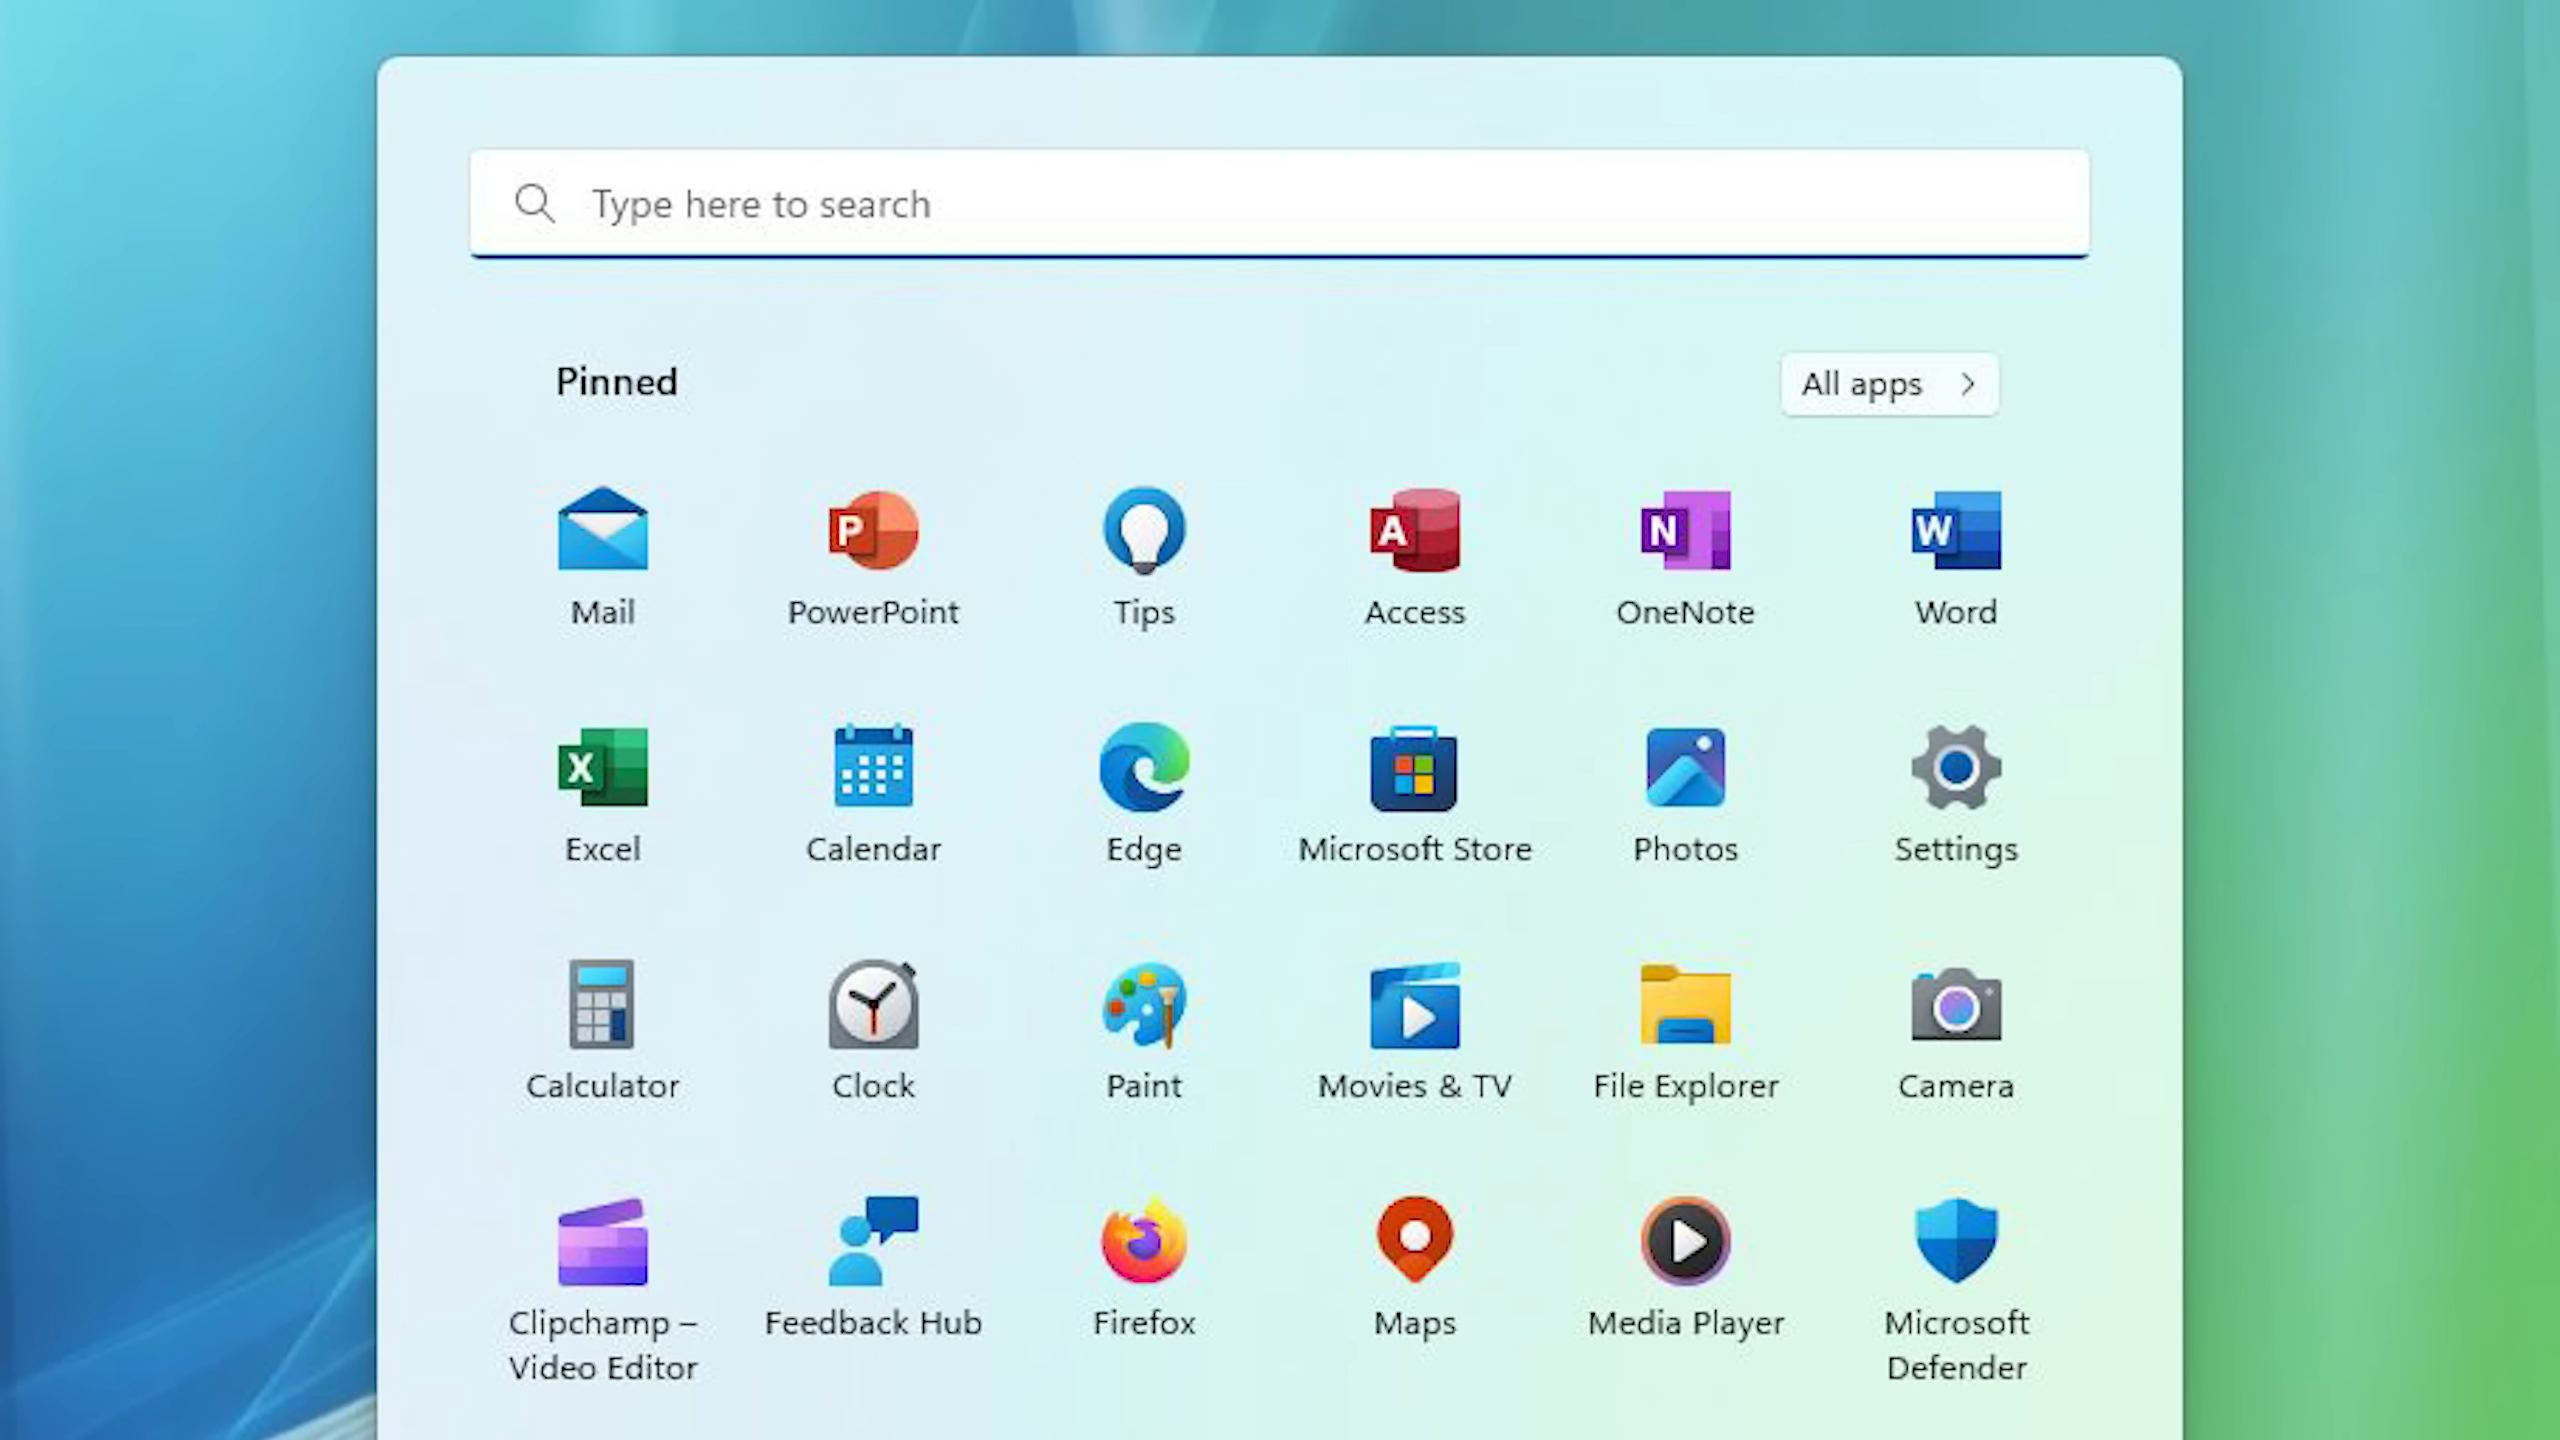 Type here to search
Pinned
All apps
P
A
N
W
Mail
PowerPoint
Tips
Access
OneNote
Word
X
Excel
Calendar
Edge
Microsoft Store
Photos
Settings
Calculator
Clock
Paint
Movies & TV
File Explorer
Camera
Clipchamp –
Video Editor
Feedback Hub
Firefox
Maps
Media Player
Microsoft
Defender